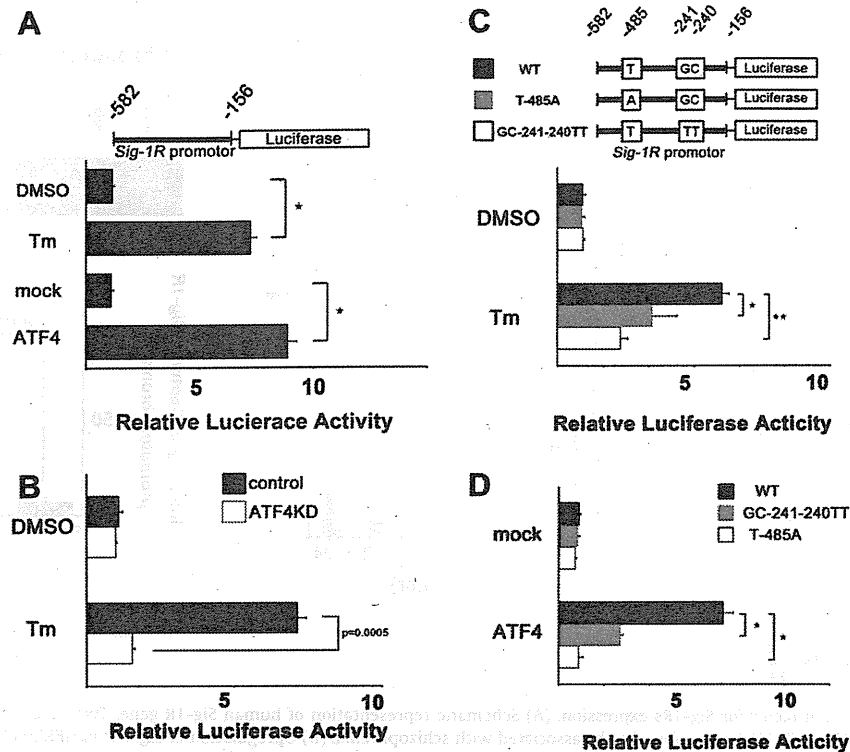 A
-582
-156
Luciferase
Sig-1R promotor
DMSO
*
Tm
mock
*
ATF4
5
10
Relative Lucierace Activity
B
control
ATF4KD
DMSO
Tm
p=0.0005
5
10
Relative Luciferase Activity
C
-582
-485
-241
-240
-156
WT
T
GC
Luciferase
T-485A
A
GC
Luciferase
GC-241-240TT
T
TT
Luciferase
Sig-1R promotor
DMSO
Tm
*
**
5
10
Relative Luciferase Acticity
D
WT
GC-241-240TT
T-485A
mock
ATF4
*
*
5
10
Relative Luciferase Acticity